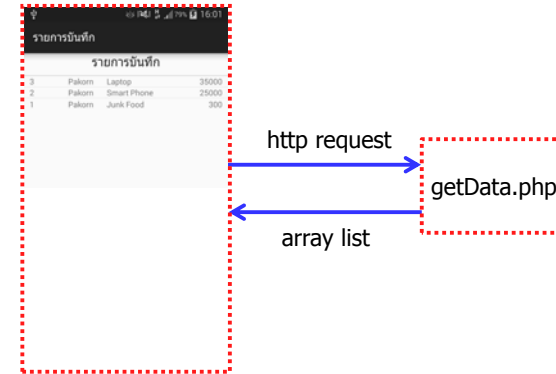 79% 16:01
รายการบันทึก
รายการบันทึก
3 Pakorn Laptop 35000
2 Pakorn Smart Phone 25000
1 Pakorn Junk Food 300
http request
getData.php
array list